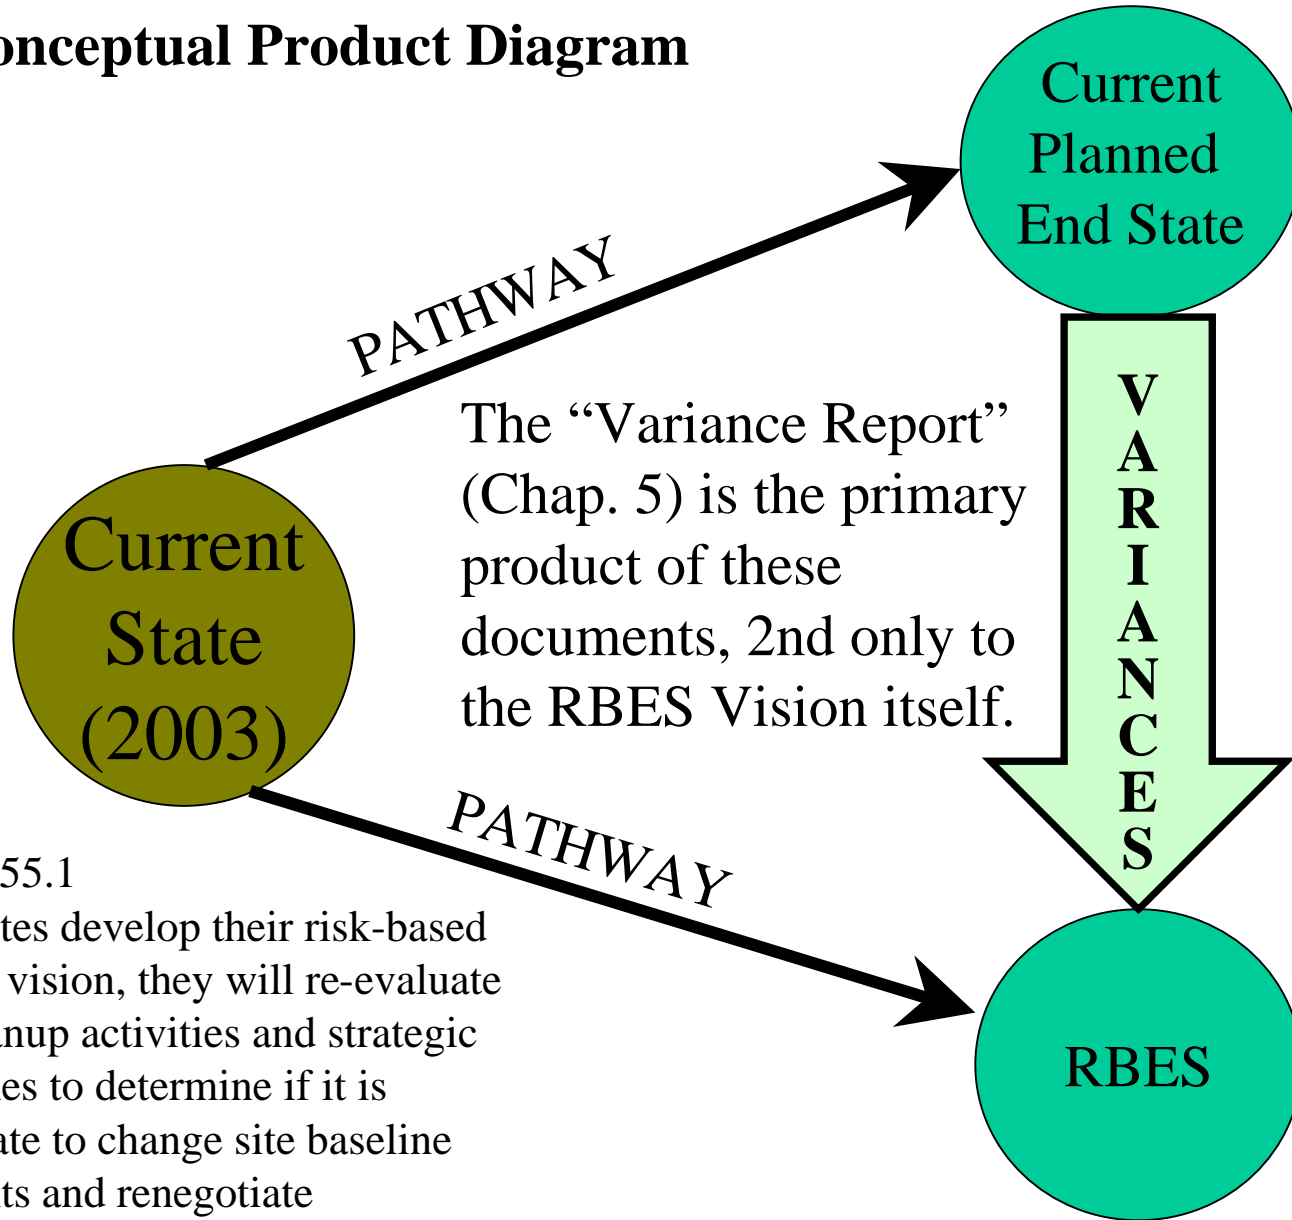 onceptual Product Diagram
Current
Planned
End State
PATHWAY
The “Variance Report”
(Chap. 5) is the primary
product of these
documents, 2nd only to
the RBES Vision itself.
VARIANCES
Current
State
(2003)
PATHWAY
55.1
tes develop their risk-based
vision, they will re-evaluate
anup activities and strategic
es to determine if it is
ate to change site baseline
ts and renegotiate
RBES